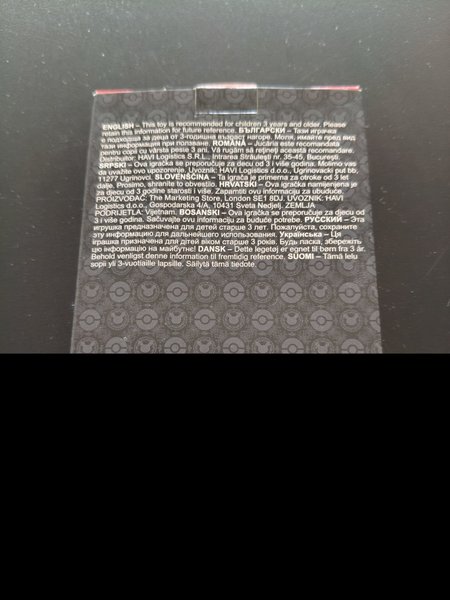 ENGLISH – This toy is recommended for children 3 years and older. Please
retain this information for future reference. БЪЛГАРСКИ – Тази играчка
е подходяща за деца от 3-годишна възраст нагоре. Моля, имайте пред вид
тази информация при ползване. ROMÂNA – Jucăria este recomandata
pentru copii cu vârsta peste 3 ani. Vă rugăm să reţineţi această recomandare.
Distribuitor: HAVI Logistics S.R.L., Intrarea Străuleşti nr. 35-45, Bucureşti.
SRPSKI – Ova igračka se preporučuje za decu od 3 i više godina. Molimo vas
da uvažite ovo upozorenje. Uvoznik: HAVI Logistics d.o.o., Ugrinovacki put bb,
11277 Ugrinovci. SLOVENŠČINA – Ta igrača je primerna za otroke od 3 let
dalje. Prosimo, shranite to obvestilo. HRVATSKI – Ova igračka namijenjena je
za djecu od 3 godine starosti i više. Zapamtiti ovu informaciju za ubuduće.
PROIZVOĐAČ: The Marketing Store, London SE1 8DJ. UVOZNIK: HAVI
Logistics d.o.o., Gospodarska 4/A, 10431 Sveta Nedjelj. ZEMLJA
PODRIJETLA: Vijetnam. BOSANSKI – Ova igračka se preporučuje za djecu od
3 i više godina. Sačuvajte ovu informaciju za buduće potrebe. РУССКИЙ – Эта
игрушка предназначена для детей старше 3 лет. Пожалуйста, сохраните
эту информацию для дальнейшего использования. Українська – Ця
іграшка призначена для дітей віком старше 3 років. Будь ласка, збережіть
цю інформацію на майбутнє! DANSK – Dette legetøj er egnet til børn fra 3 år.
Behold venligst denne information til fremtidig reference. SUOMI – Tämä lelu
sopii yli 3-vuotiaille lapsille. Säilytä tämä tiedote.